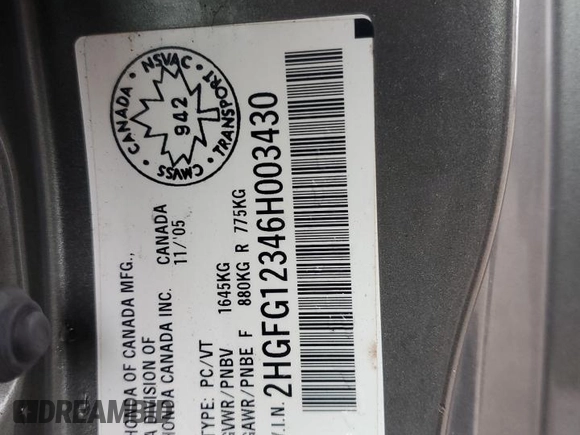 HONDA OF CANADA MFG.,
A DIVISION OF
HONDA CANADA INC. CANADA
11/'05
TYPE: PC/VT
GVWR/PNBV 1645KG
GAWR/PNBE F 880KG R 775KG
V.I.N. 2HGFG12346H003430
CANADA NSVAC
TRANSPORT CMVSS
942
DREAMBID